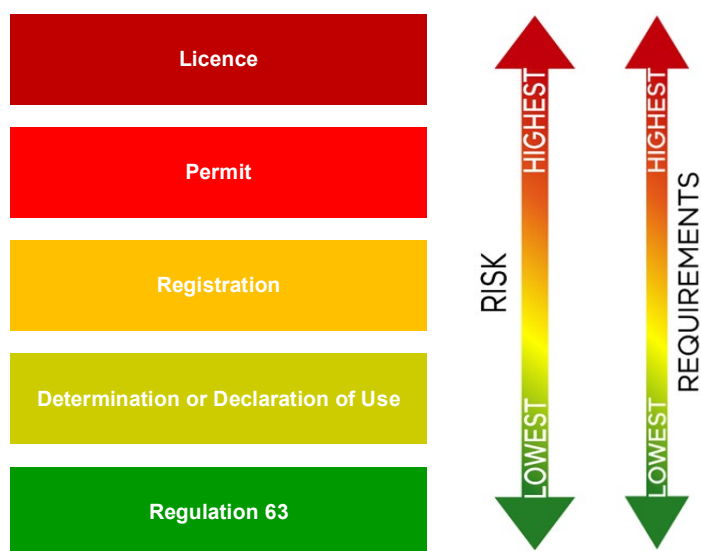 Licence
Permit
Registration
Determination or Declaration of Use
Regulation 63
RISK
HIGHEST
LOWEST
HIGHEST
LOWEST
REQUIREMENTS